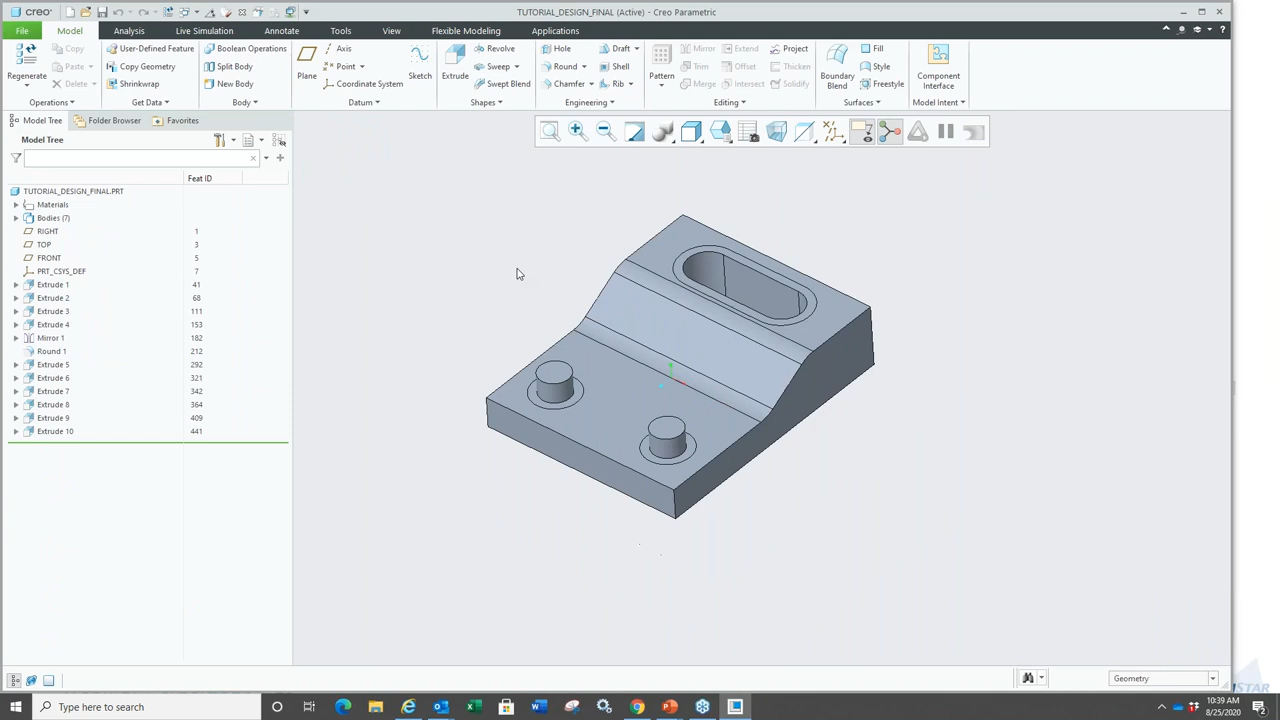 creo
TUTORIAL_DESIGN_FINAL (Active) - Creo Parametric
File Model Analysis Live Simulation Annotate Tools View Flexible Modeling Applications
Regenerate
Copy
Paste
Delete
Operations
User-Defined Feature
Copy Geometry
Shrinkwrap
Get Data
Boolean Operations
Split Body
New Body
Body
Plane
Axis
Point
Coordinate System
Sketch
Datum
Extrude
Revolve
Sweep
Swept Blend
Shapes
Hole
Round
Chamfer
Draft
Shell
Rib
Engineering
Pattern
Mirror
Trim
Merge
Extend
Offset
Intersect
Project
Thicken
Solidify
Editing
Boundary
Blend
Fill
Style
Freestyle
Surfaces
Component
Interface
Model Intent
Model Tree Folder Browser Favorites
Model Tree
Feat ID
TUTORIAL_DESIGN_FINAL.PRT
Materials
Bodies (7)
RIGHT 1
TOP 3
FRONT 5
PRT_CSYS_DEF 7
Extrude 1 41
Extrude 2 68
Extrude 3 111
Extrude 4 153
Mirror 1 182
Round 1 212
Extrude 5 292
Extrude 6 321
Extrude 7 342
Extrude 8 364
Extrude 9 409
Extrude 10 441
Geometry
Type here to search
10:39 AM
8/25/2020
2